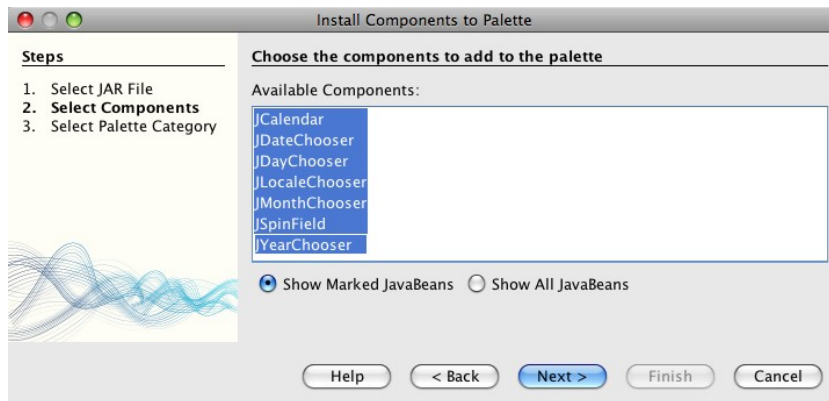 Install Components to Palette
Steps
1. Select JAR File
2. Select Components
3. Select Palette Category
Choose the components to add to the palette
Available Components:
JCalendar
JDateChooser
JDayChooser
JLocaleChooser
JMonthChooser
JSpinField
JYearChooser
Show Marked JavaBeans Show All JavaBeans
Help < Back Next > Finish Cancel